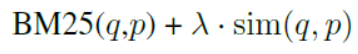 BM25(q,p) + λ · sim(q, p)